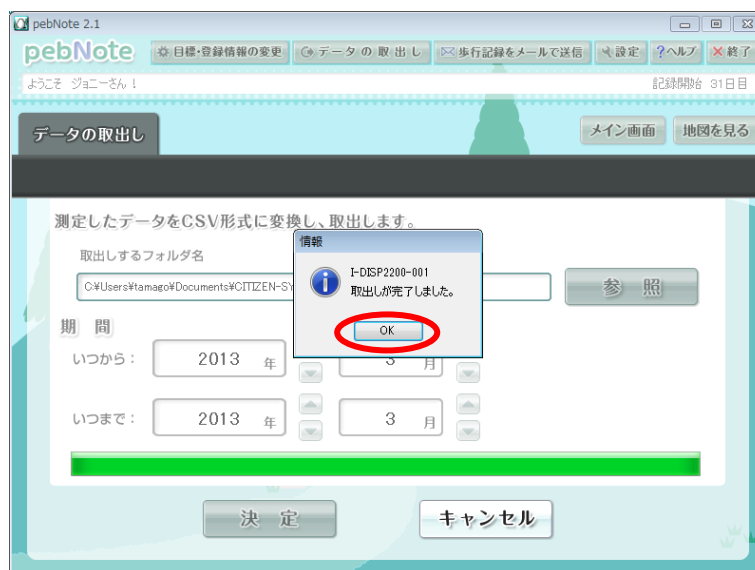 pebNote 2.1
pebNote 目標・登録情報の変更 データの取出し 歩行記録をメールで送信 設定 ?ヘルプ ×終了
ようこそ ジョニーさん！ 記録開始 31日目
データの取出し メイン画面 地図を見る
測定したデータをCSV形式に変換し、取出します。
情報
取出しするフォルダ名
I-DISP2200-001
取出しが完了しました。
C:¥Users¥tamago¥Documents¥CITIZEN-SY
参 照
OK
期 間
いつから： 2013 年 3 月
いつまで： 2013 年 3 月
決 定 キャンセル